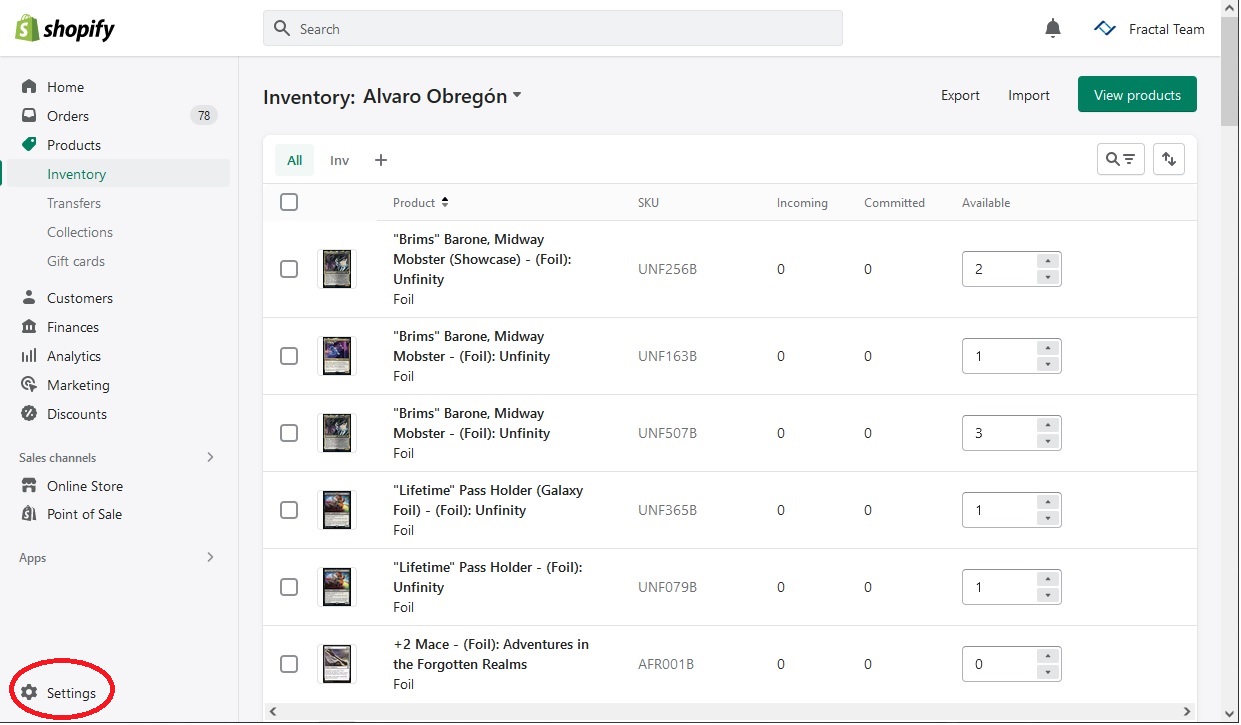 shopify
Search
Fractal Team
Home
Orders 78
Products
Inventory
Transfers
Collections
Gift cards
Customers
Finances
Analytics
Marketing
Discounts
Sales channels
Online Store
Point of Sale
Apps
Settings
Inventory: Alvaro Obregón
Export Import View products
All Inv +
Product SKU Incoming Committed Available
"Brims" Barone, Midway
Mobster (Showcase) - (Foil):
Unfinity
Foil
UNF256B 0 0 2
"Brims" Barone, Midway
Mobster - (Foil): Unfinity
Foil
UNF163B 0 0 1
"Brims" Barone, Midway
Mobster - (Foil): Unfinity
Foil
UNF507B 0 0 3
"Lifetime" Pass Holder (Galaxy
Foil) - (Foil): Unfinity
Foil
UNF365B 0 0 1
"Lifetime" Pass Holder - (Foil):
Unfinity
Foil
UNF079B 0 0 1
+2 Mace - (Foil): Adventures in
the Forgotten Realms
Foil
AFR001B 0 0 0